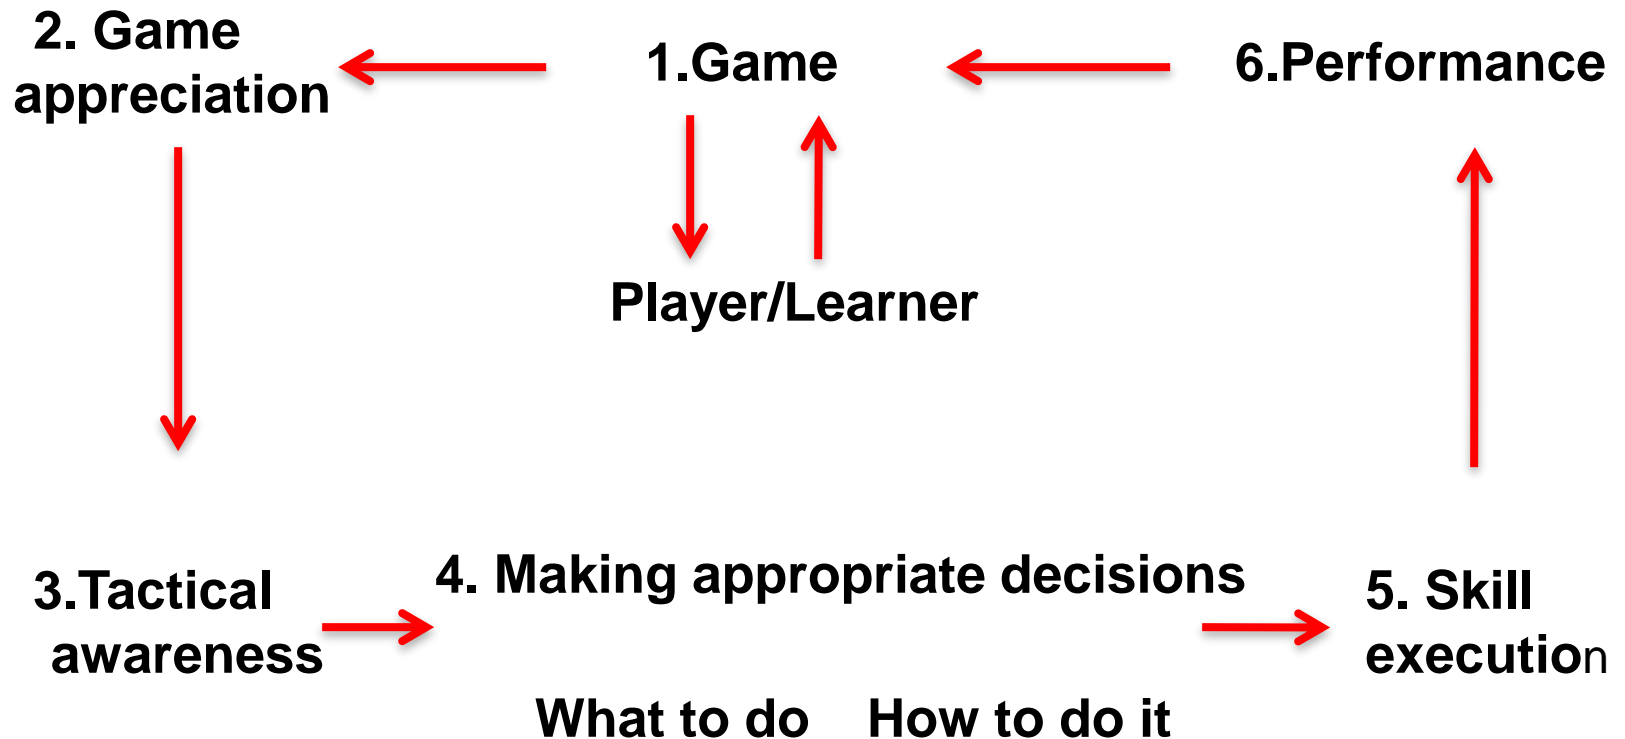 2. Game
appreciation
1.Game
6.Performance
Player/Learner
3.Tactical
awareness
4. Making appropriate decisions
What to do How to do it
5. Skill
execution